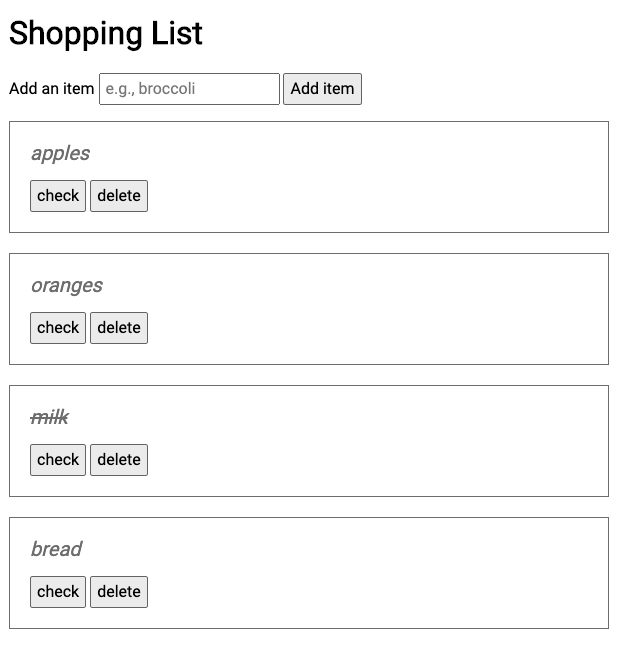 Shopping List
Add an item e.g., broccoli Add item
apples
check delete
oranges
check delete
milk
check delete
bread
check delete